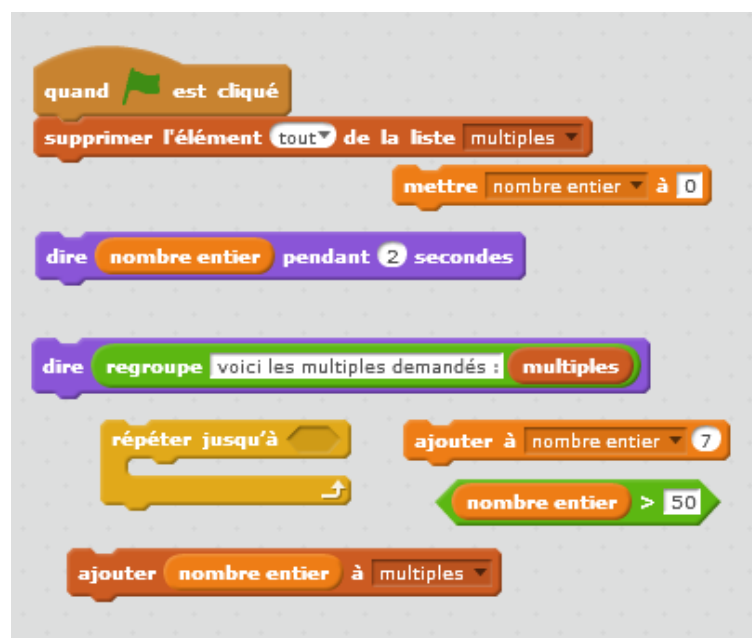 quand est cliqué
supprimer l'élément tout de la liste multiples
mettre nombre entier à 0
dire nombre entier pendant 2 secondes
dire regroupe voici les multiples demandés : multiples
répéter jusqu'à
ajouter à nombre entier 7
nombre entier > 50
ajouter nombre entier à multiples